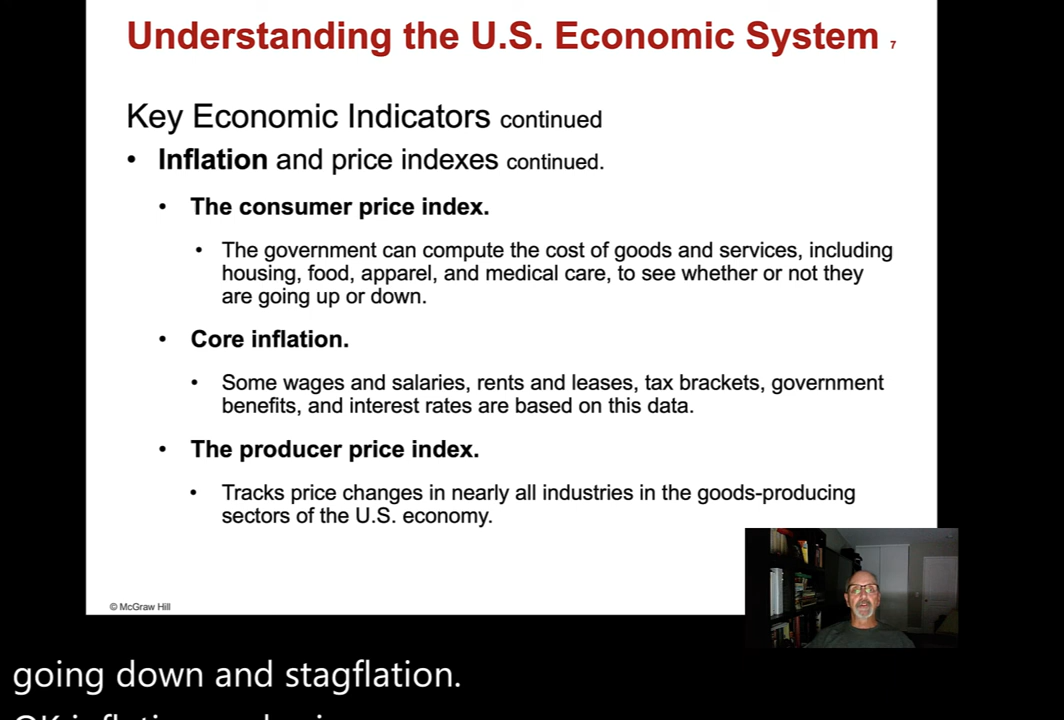 Understanding the U.S. Economic System 7
Key Economic Indicators continued
• Inflation and price indexes continued.
• The consumer price index.
• The government can compute the cost of goods and services, including
housing, food, apparel, and medical care, to see whether or not they
are going up or down.
• Core inflation.
• Some wages and salaries, rents and leases, tax brackets, government
benefits, and interest rates are based on this data.
• The producer price index.
• Tracks price changes in nearly all industries in the goods-producing
sectors of the U.S. economy.
© McGraw Hill
going down and stagflation.